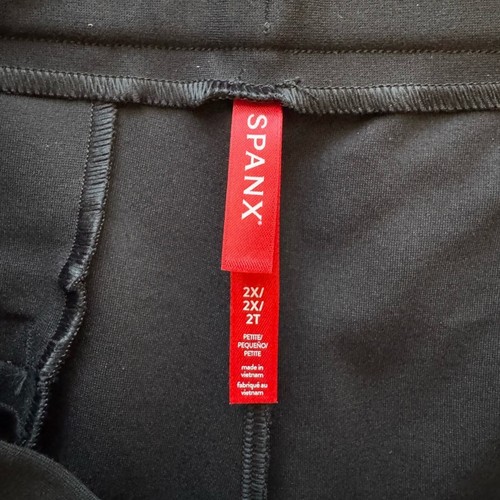 SPANX®
2X/
2X/
2T
PETITE/
PEQUEÑO/
PETITE
made in
vietnam
fabriqué au
vietnam